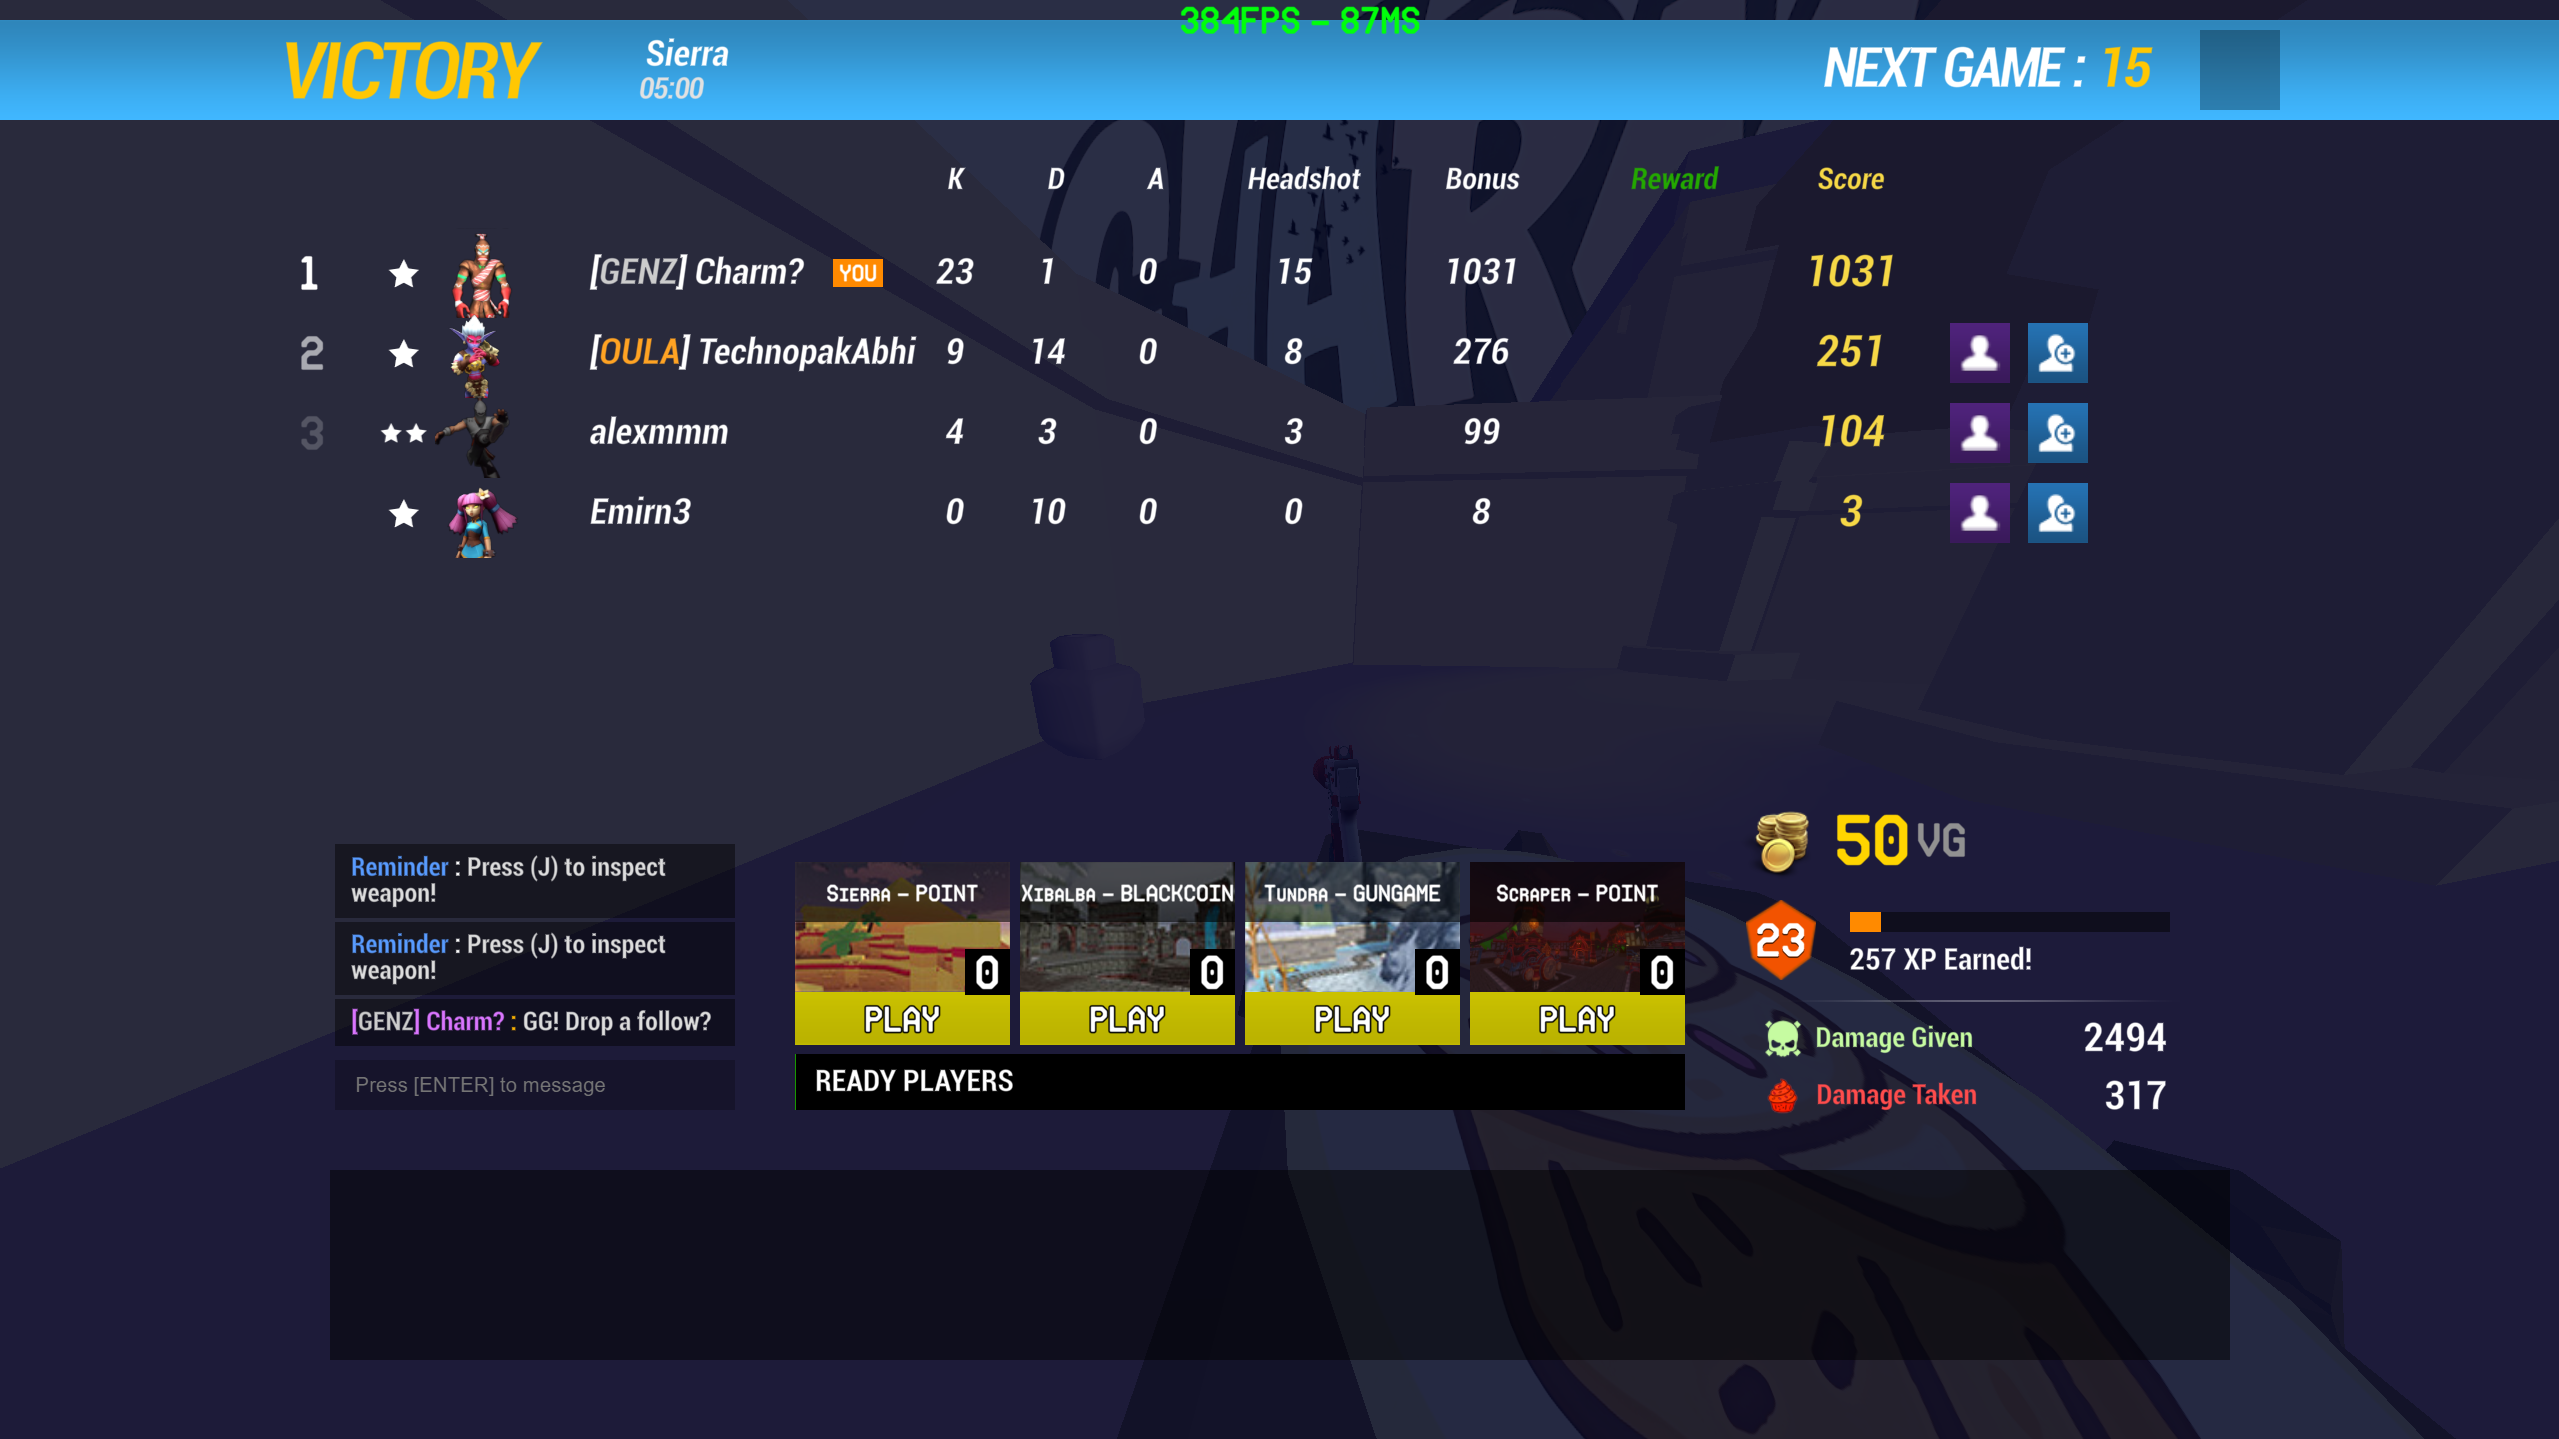 384FPS - 87MS
VICTORY
Sierra
05:00
NEXT GAME : 15
K D A Headshot Bonus Reward Score
1 [GENZ] Charm? YOU 23 1 0 15 1031 1031
2 [OULA] TechnopakAbhi 9 14 0 8 276 251
3 alexmmm 4 3 0 3 99 104
Emirn3 0 10 0 0 8 3
Reminder : Press (J) to inspect
weapon!
Reminder : Press (J) to inspect
weapon!
[GENZ] Charm? : GG! Drop a follow?
Press [ENTER] to message
Sierra - POINT
0
PLAY
Xibalba - BLACKCOIN
0
PLAY
Tundra - GUNGAME
0
PLAY
Scraper - POINT
0
PLAY
READY PLAYERS
50 VG
23
257 XP Earned!
Damage Given 2494
Damage Taken 317